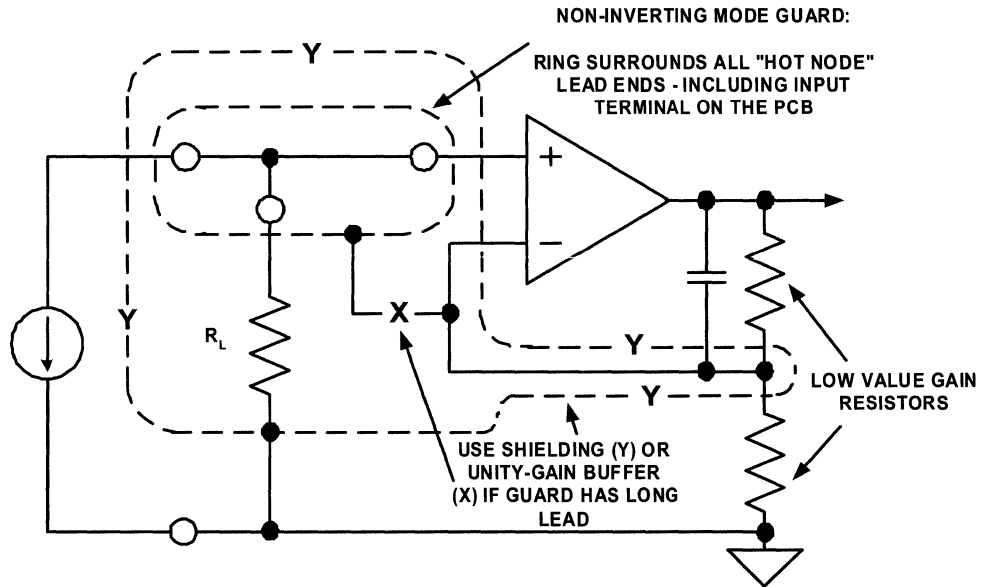 NON-INVERTING MODE GUARD:
RING SURROUNDS ALL "HOT NODE"
LEAD ENDS - INCLUDING INPUT
TERMINAL ON THE PCB
Y
+
−
Y
X
R_L
Y
Y
LOW VALUE GAIN
RESISTORS
USE SHIELDING (Y) OR
UNITY-GAIN BUFFER
(X) IF GUARD HAS LONG
LEAD